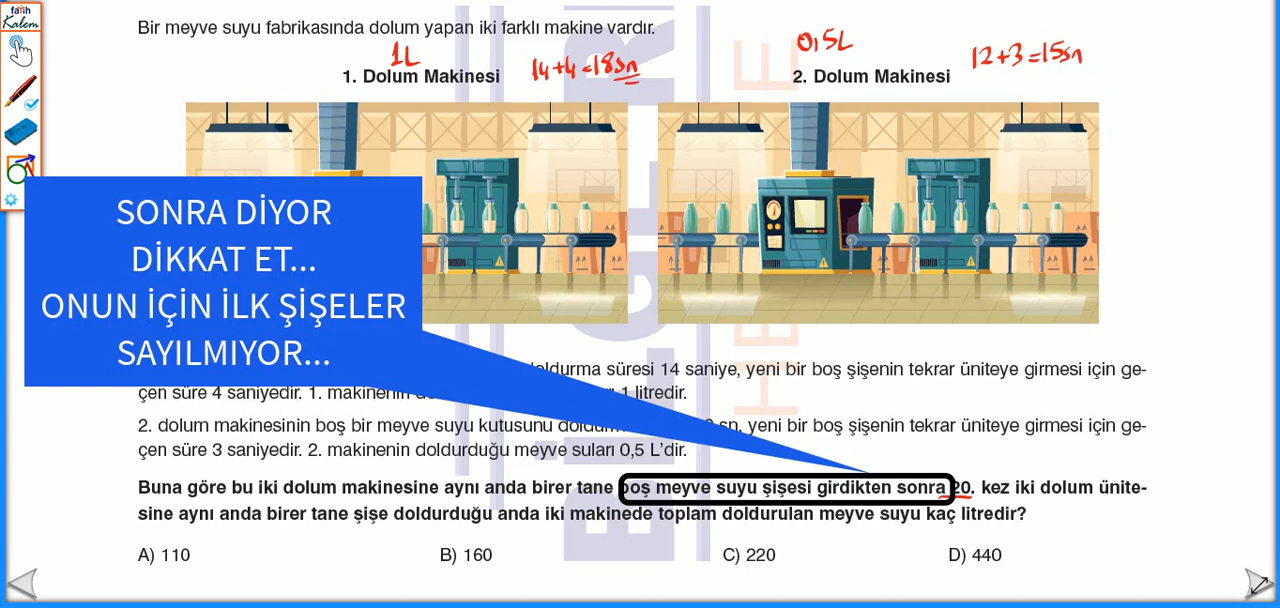 fatih
Kalem
Bir meyve suyu fabrikasında dolum yapan iki farklı makine vardır.
1L
14+4=18sn
0,5L
12+3=15sn
1. Dolum Makinesi
2. Dolum Makinesi
SONRA DİYOR
DİKKAT ET...
ONUN İÇİN İLK ŞİŞELER
SAYILMIYOR...
doldurma süresi 14 saniye, yeni bir boş şişenin tekrar üniteye girmesi için ge-
çen süre 4 saniyedir. 1. makinenin 1 litredir.
2. dolum makinesinin boş bir meyve suyu kutusunu sn, yeni bir boş şişenin tekrar üniteye girmesi için ge-
çen süre 3 saniyedir. 2. makinenin doldurduğu meyve suları 0,5 L'dir.
Buna göre bu iki dolum makinesine aynı anda birer tane boş meyve suyu şişesi girdikten sonra 20. kez iki dolum ünite-
sine aynı anda birer tane şişe doldurduğu anda iki makinede toplam doldurulan meyve suyu kaç litredir?
A) 110
B) 160
C) 220
D) 440